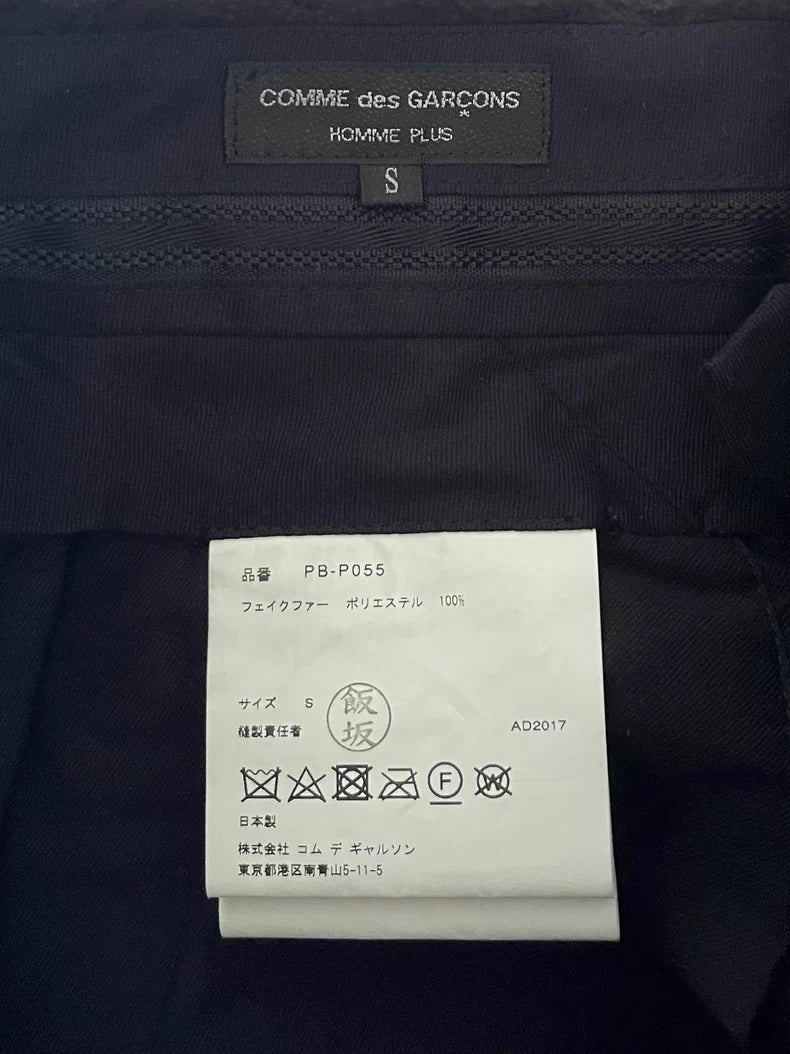 COMME des GARÇONS
*
HOMME PLUS
S
品番 PB-P055
フェイクファー ポリエステル 100%
サイズ S
縫製責任者
飯坂
AD2017
F
W
日本製
株式会社 コム デ ギャルソン
東京都港区南青山5-11-5